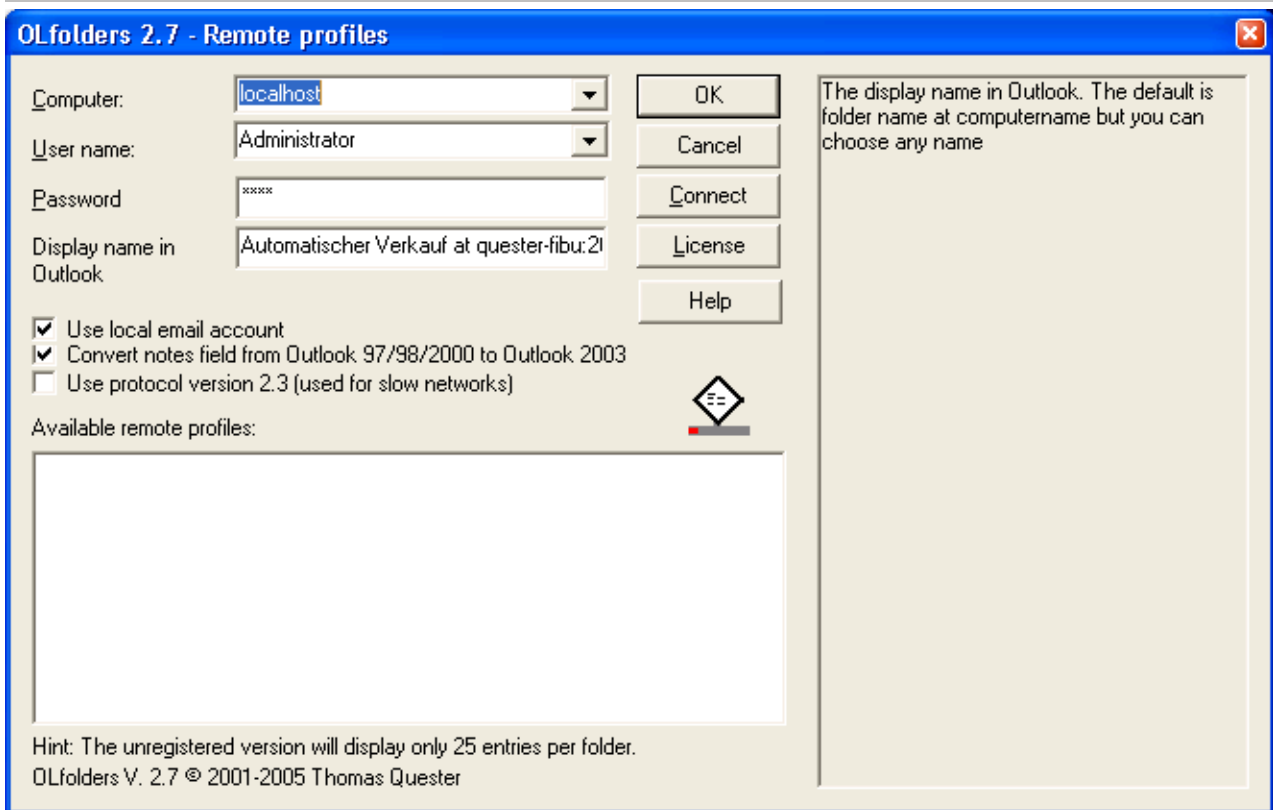 OLfolders 2.7 - Remote profiles
Computer:
localhost
User name:
Administrator
Password
****
Display name in
Outlook
Automatischer Verkauf at quester-fibu:2
OK
Cancel
Connect
License
Help
Use local email account
Convert notes field from Outlook 97/98/2000 to Outlook 2003
Use protocol version 2.3 (used for slow networks)
Available remote profiles:
Hint: The unregistered version will display only 25 entries per folder.
OLfolders V. 2.7 © 2001-2005 Thomas Quester
The display name in Outlook. The default is
folder name at computername but you can
choose any name